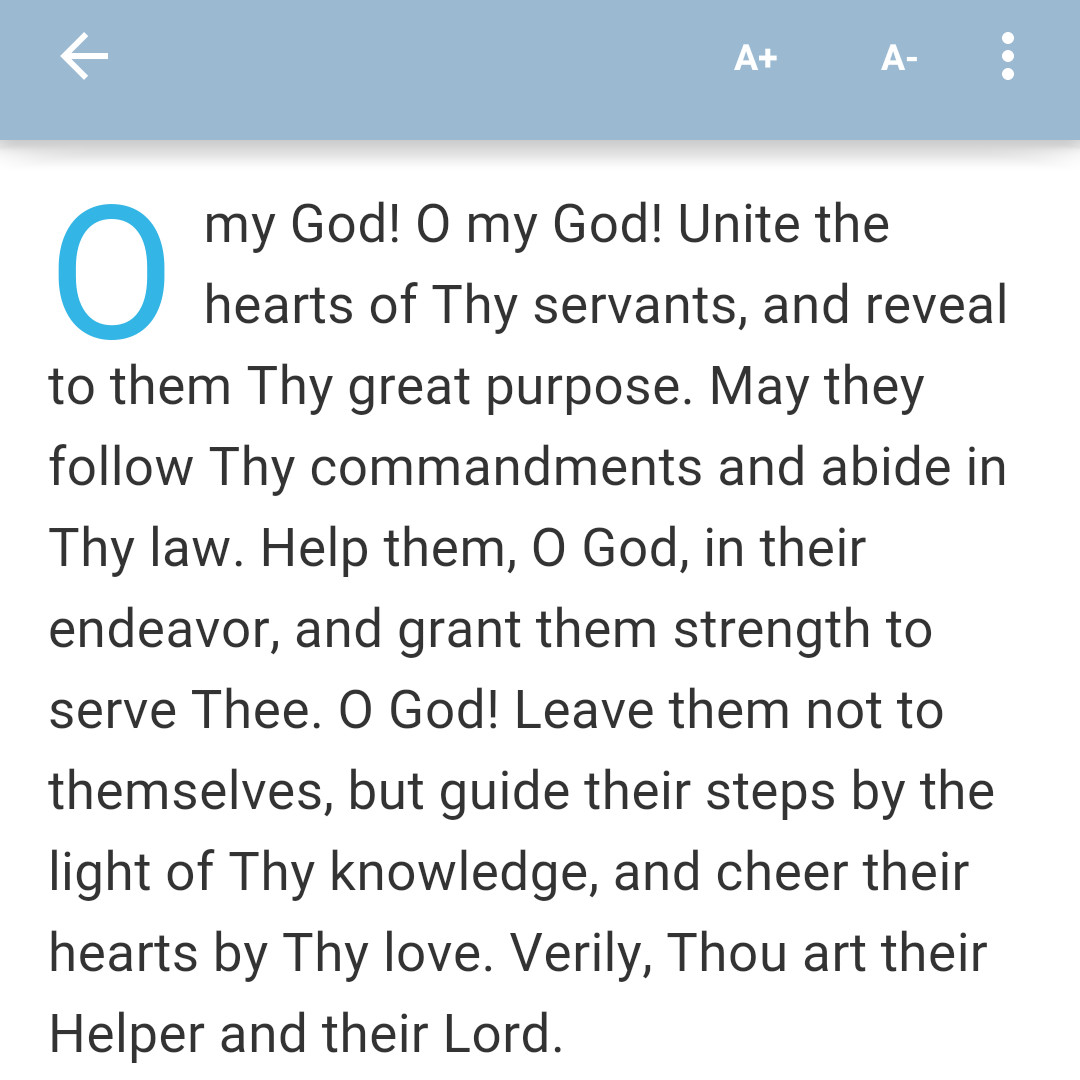 A+ A-
O my God! O my God! Unite the
hearts of Thy servants, and reveal
to them Thy great purpose. May they
follow Thy commandments and abide in
Thy law. Help them, O God, in their
endeavor, and grant them strength to
serve Thee. O God! Leave them not to
themselves, but guide their steps by the
light of Thy knowledge, and cheer their
hearts by Thy love. Verily, Thou art their
Helper and their Lord.